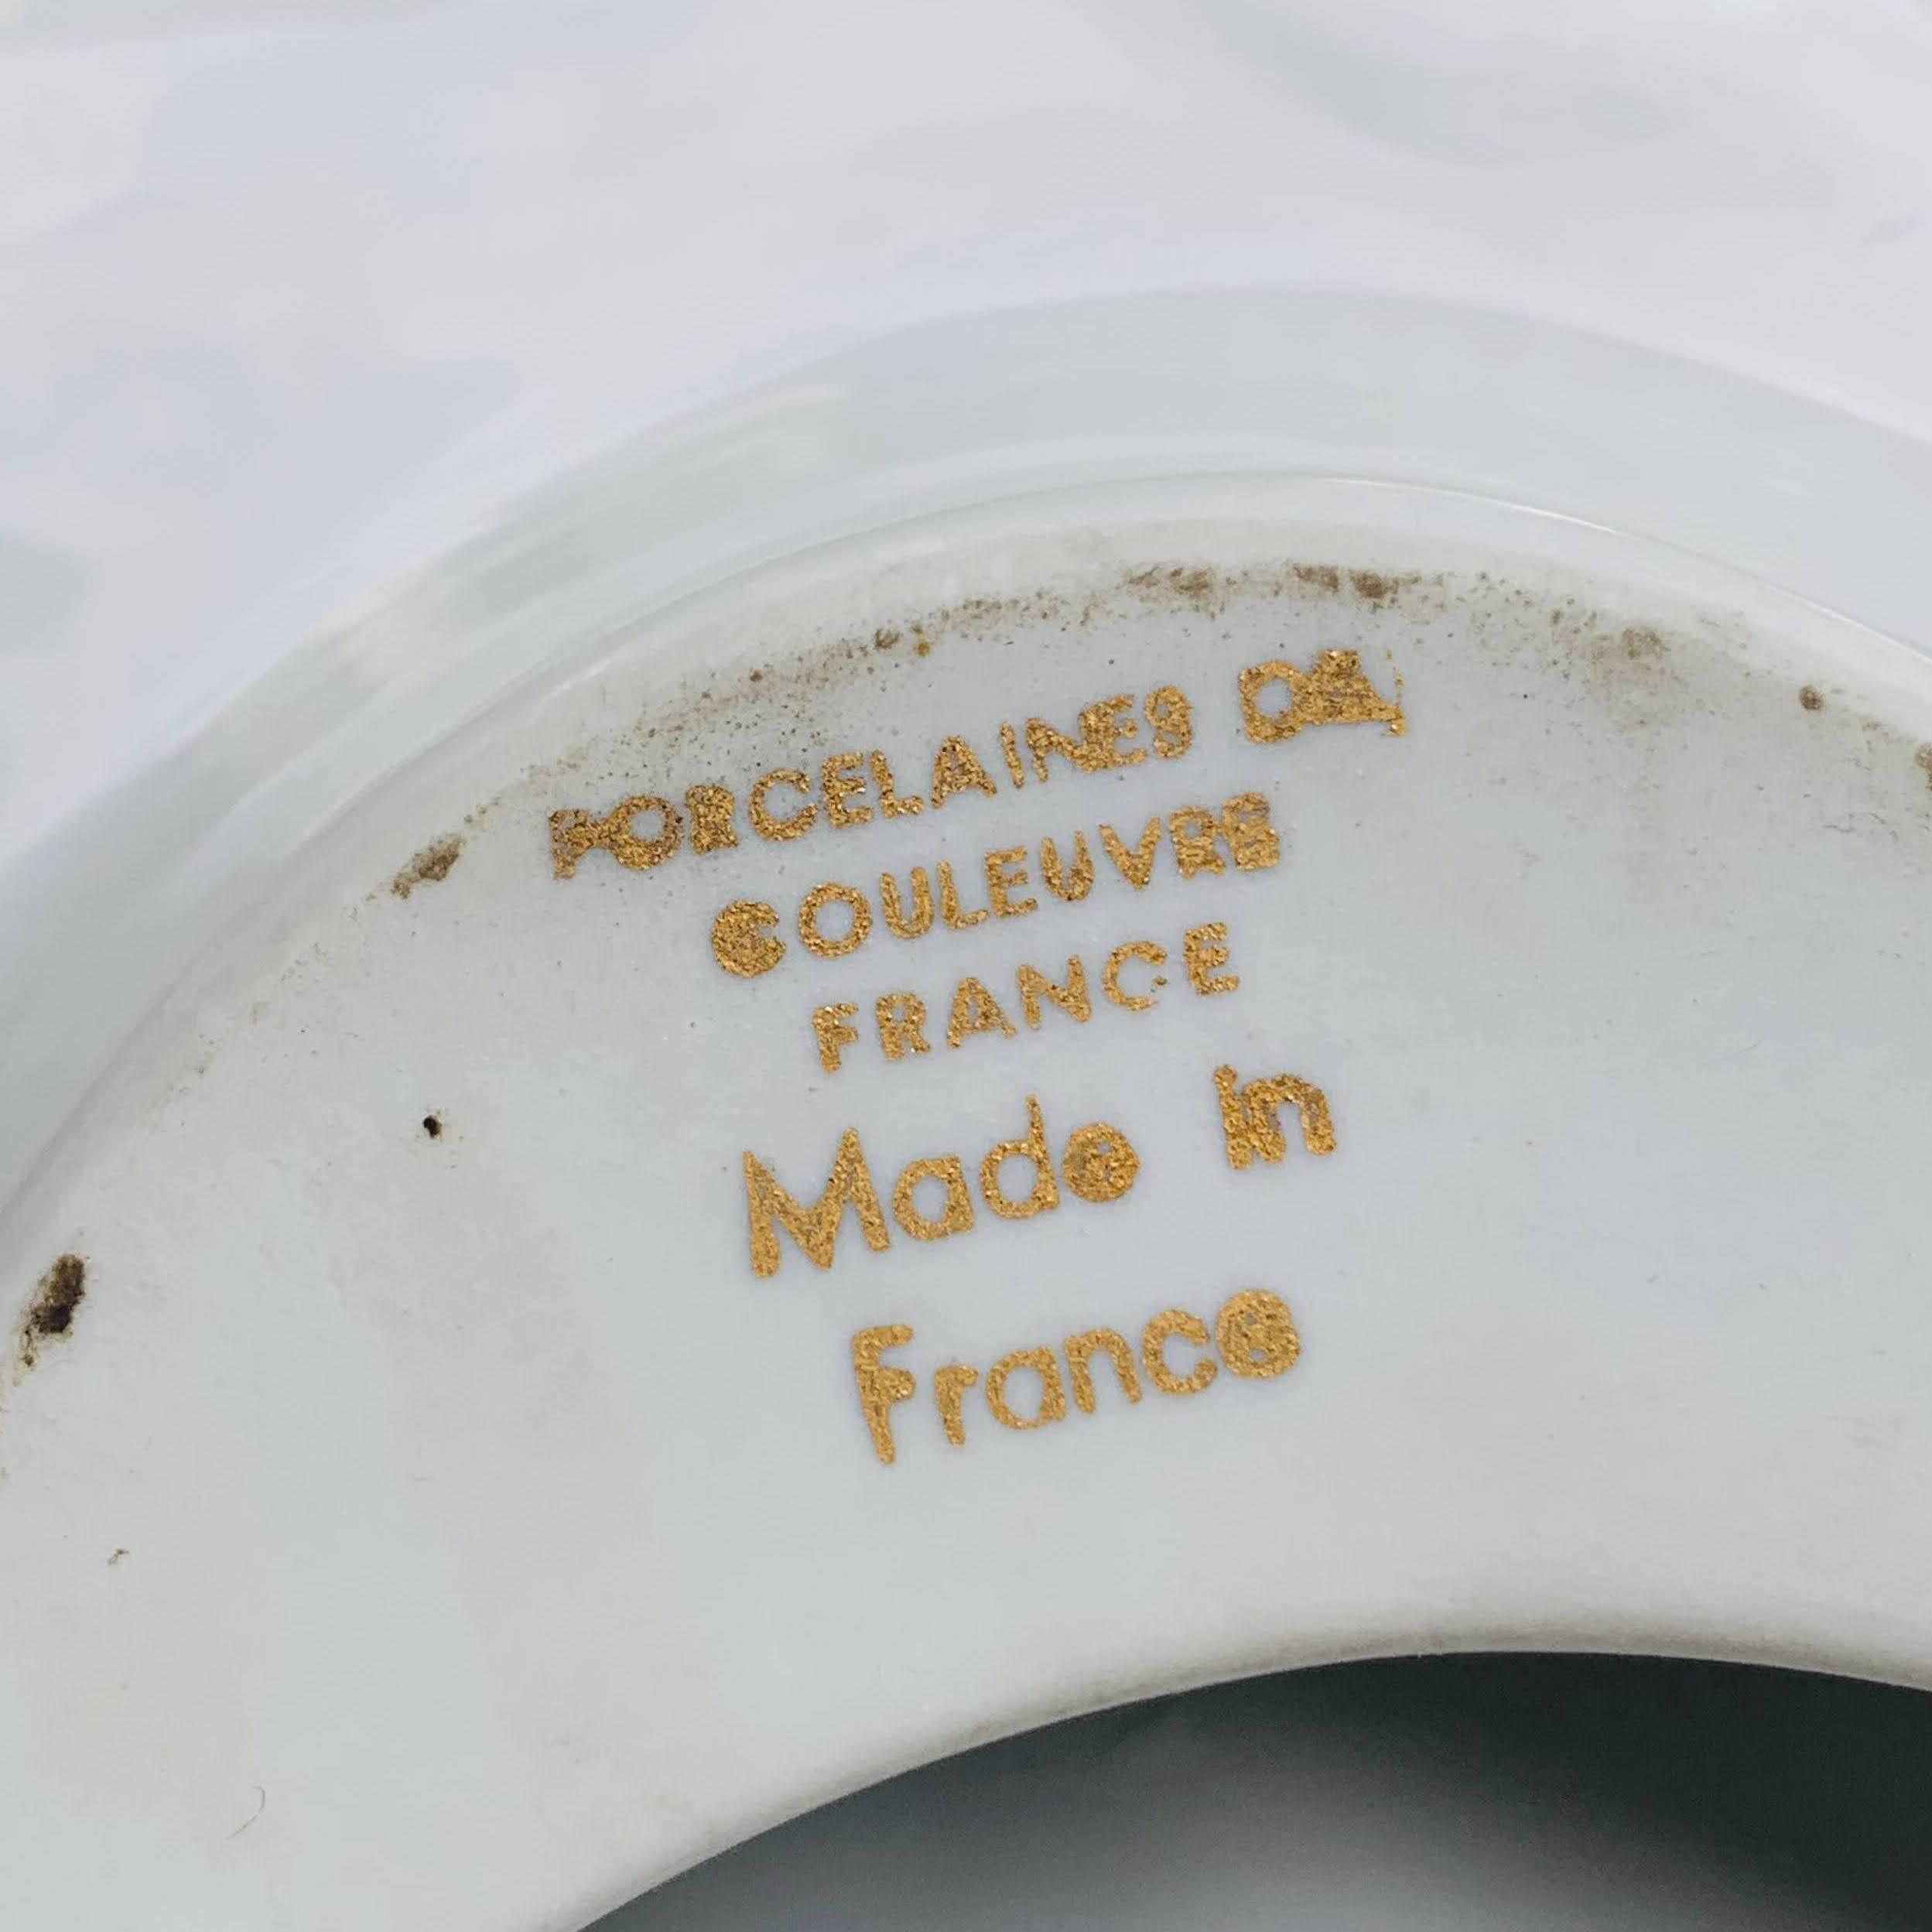 PORCELAINES DE
COULEUVRE
FRANCE
Made In
France